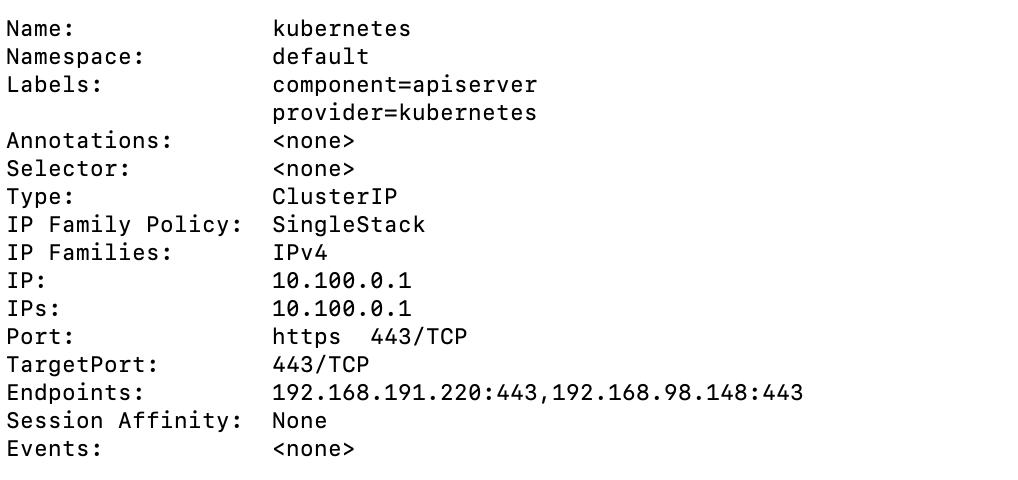 Name:              kubernetes
Namespace:         default
Labels:            component=apiserver
                   provider=kubernetes
Annotations:       <none>
Selector:          <none>
Type:              ClusterIP
IP Family Policy:  SingleStack
IP Families:       IPv4
IP:                10.100.0.1
IPs:               10.100.0.1
Port:              https  443/TCP
TargetPort:        443/TCP
Endpoints:         192.168.191.220:443,192.168.98.148:443
Session Affinity:  None
Events:            <none>